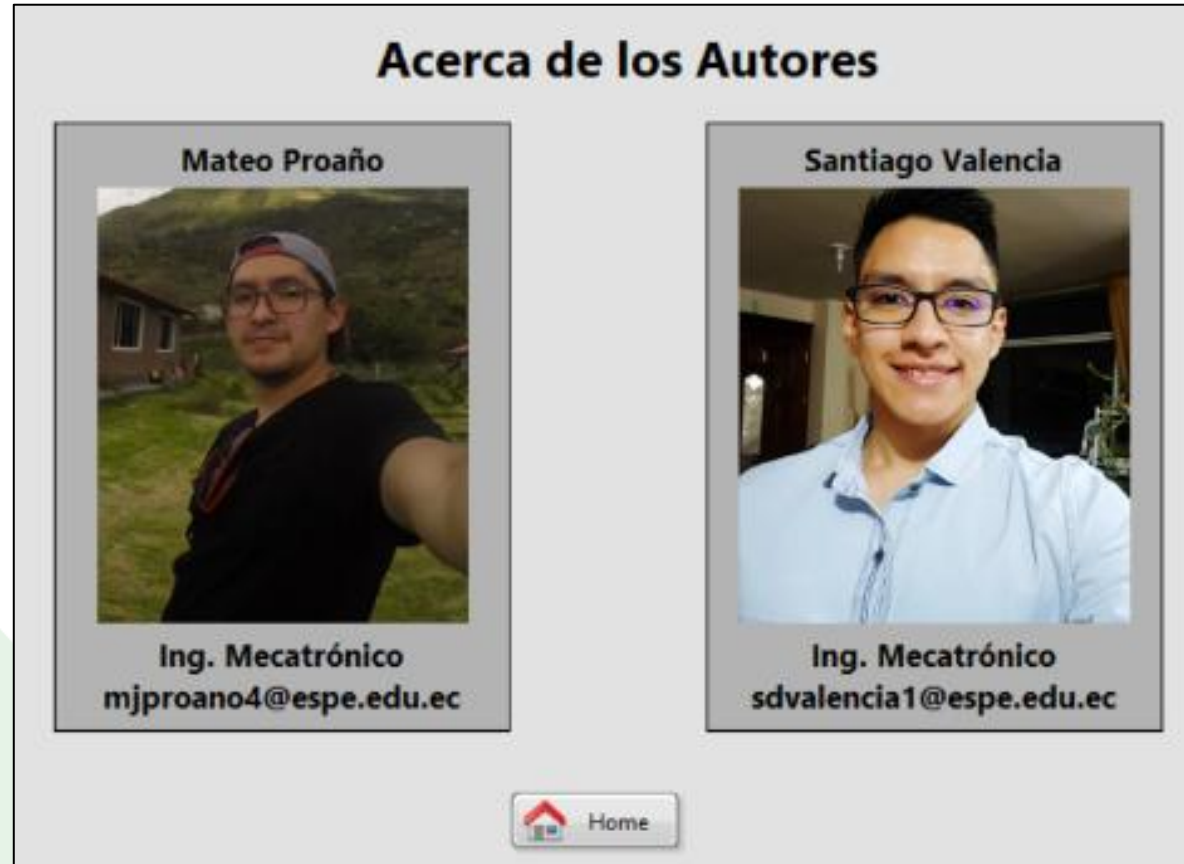 Acerca de los Autores
Mateo Proaño
Ing. Mecatrónico
mjproano4@espe.edu.ec
Santiago Valencia
Ing. Mecatrónico
sdvalencia1@espe.edu.ec
Home